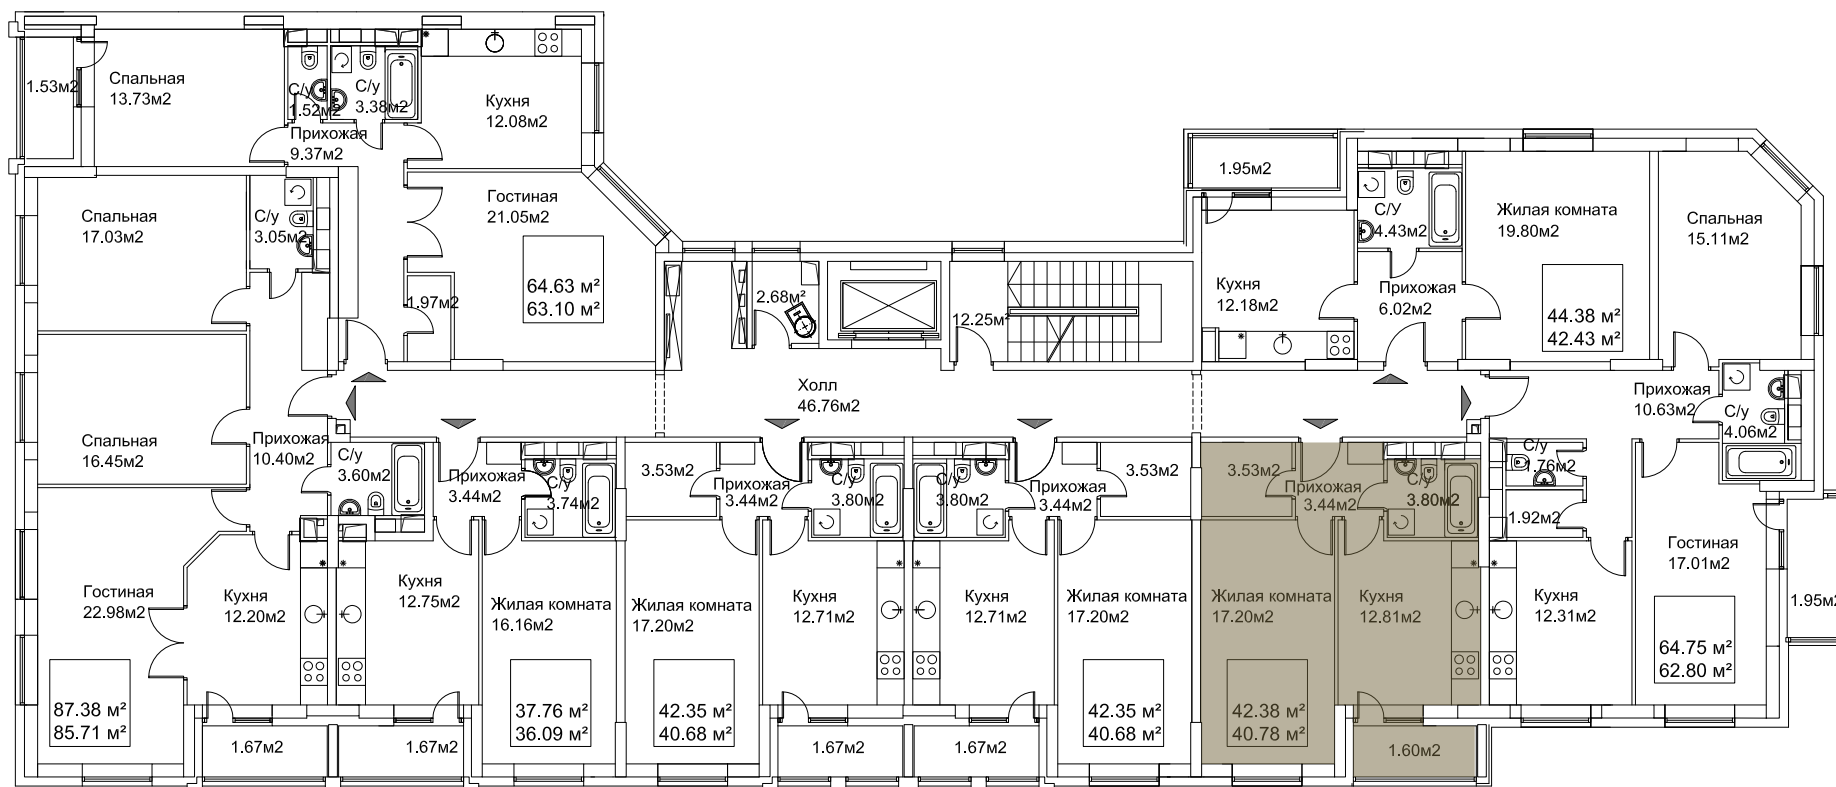 1.53м2
Спальная
13.73м2
С/у
1.52м2
С/у
3.38м2
Кухня
12.08м2
Прихожая
9.37м2
Спальная
17.03м2
С/у
3.05м2
Гостиная
21.05м2
64.63 м²
63.10 м²
1.97м2
2.68м²
12.25м²
1.95м2
Кухня
12.18м2
С/У
4.43м2
Прихожая
6.02м2
Жилая комната
19.80м2
44.38 м²
42.43 м²
Спальная
15.11м2
Холл
46.76м2
Спальная
16.45м2
Прихожая
10.40м2
С/у
3.60м2
Прихожая
3.44м2
С/у
3.74м2
3.53м2
Прихожая
3.44м2
С/у
3.80м2
С/у
3.80м2
Прихожая
3.44м2
3.53м2
3.53м2
Прихожая
3.44м2
С/у
3.80м2
С/у
1.76м2
1.92м2
Прихожая
10.63м2
С/у
4.06м2
Гостиная
22.98м2
87.38 м²
85.71 м²
Кухня
12.20м2
Кухня
12.75м2
Жилая комната
16.16м2
37.76 м²
36.09 м²
Жилая комната
17.20м2
42.35 м²
40.68 м²
Кухня
12.71м2
Кухня
12.71м2
Жилая комната
17.20м2
42.35 м²
40.68 м²
Жилая комната
17.20м2
42.38 м²
40.78 м²
Кухня
12.81м2
Кухня
12.31м2
Гостиная
17.01м2
64.75 м²
62.80 м²
1.95м2
1.67м2
1.67м2
1.67м2
1.67м2
1.60м2